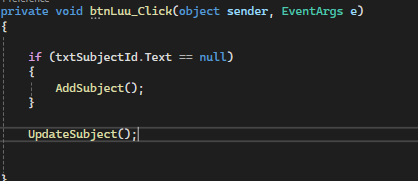 private void btnLuu_Click(object sender, EventArgs e)
{
if (txtSubjectId.Text == null)
{
AddSubject();
}
UpdateSubject();
}